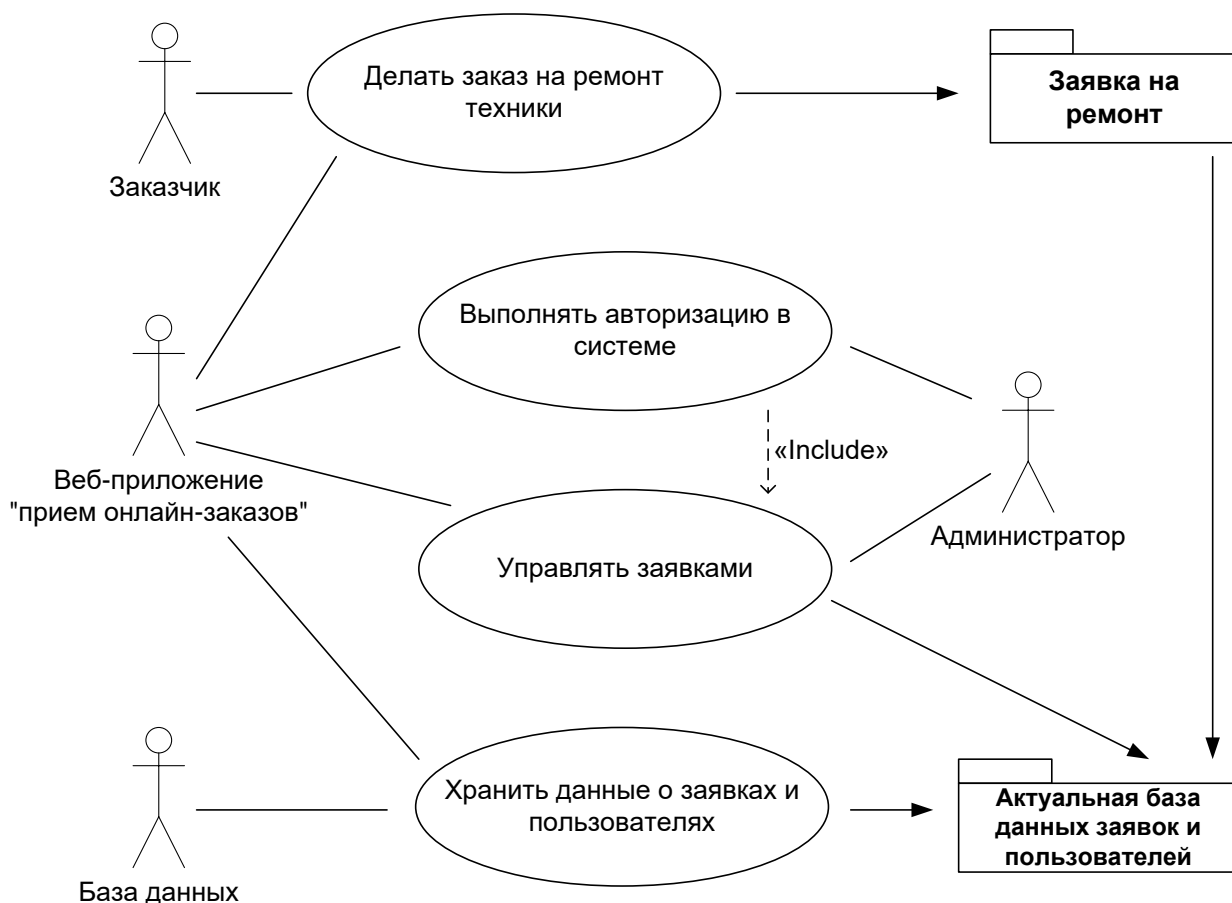 Делать заказ на ремонт
техники
Заявка на
ремонт
Заказчик
Выполнять авторизацию в
системе
«Include»
Веб-приложение
"прием онлайн-заказов"
Администратор
Управлять заявками
Хранить данные о заявках и
пользователях
Актуальная база
данных заявок и
пользователей
База данных